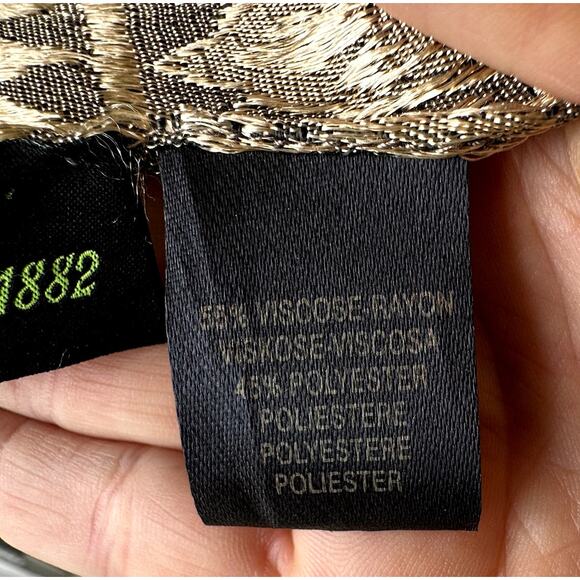 1882
55% VISCOSE-RAYON
VISKOSE-VISCOSA
45% POLYESTER
POLIESTERE
POLYESTERE
POLIESTER